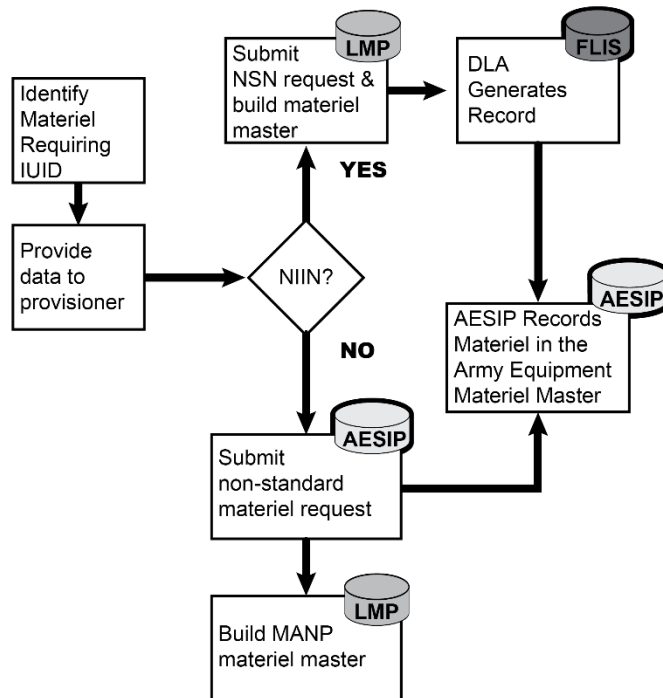 Identify
Materiel
Requiring
IUID
Provide
data to
provisioner
NIIN?
YES
LMP
Submit
NSN request &
build materiel
master
FLIS
DLA
Generates
Record
AESIP
AESIP Records
Materiel in the
Army Equipment
Materiel Master
NO
AESIP
Submit
non-standard
materiel request
LMP
Build MANP
materiel master